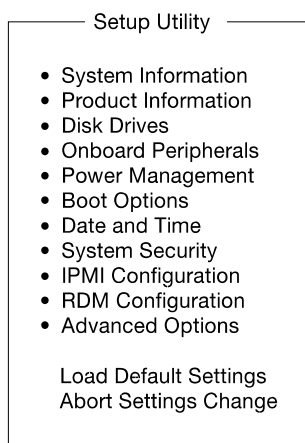 Setup Utility
• System Information
• Product Information
• Disk Drives
• Onboard Peripherals
• Power Management
• Boot Options
• Date and Time
• System Security
• IPMI Configuration
• RDM Configuration
• Advanced Options
Load Default Settings
Abort Settings Change